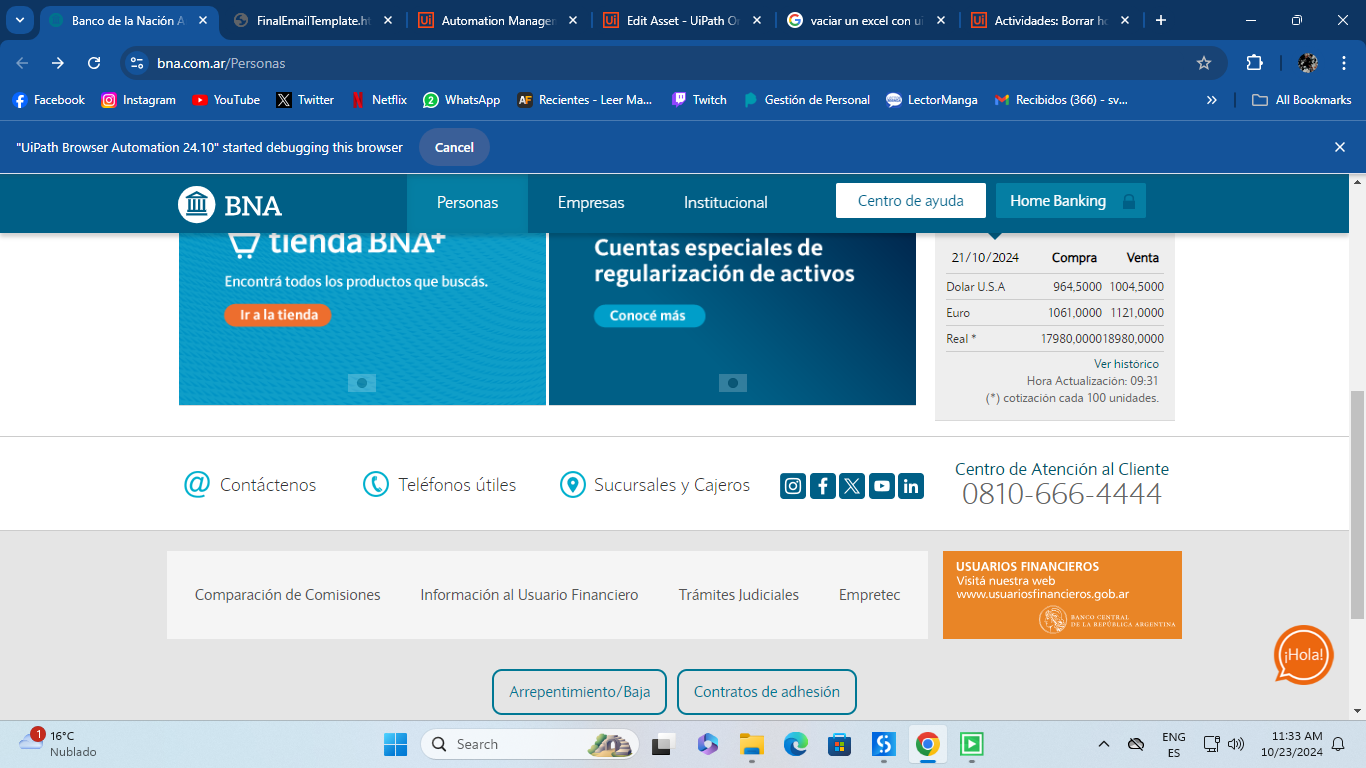 Banco de la Nación A
FinalEmailTemplate.ht
Automation Managem
Edit Asset - UiPath Or
vaciar un excel con ui
Actividades: Borrar ho
bna.com.ar/Personas
Facebook
Instagram
YouTube
Twitter
Netflix
WhatsApp
Recientes - Leer Ma...
Twitch
Gestión de Personal
LectorManga
Recibidos (366) - sv...
All Bookmarks
"UiPath Browser Automation 24.10" started debugging this browser
Cancel
BNA
Personas
Empresas
Institucional
Centro de ayuda
Home Banking
tienda BNA+
Encontrá todos los productos que buscás.
Ir a la tienda
Cuentas especiales de
regularización de activos
Conocé más
21/10/2024 Compra Venta
Dolar U.S.A 964,5000 1004,5000
Euro 1061,0000 1121,0000
Real * 17980,000018980,0000
Ver histórico
Hora Actualización: 09:31
(*) cotización cada 100 unidades.
Contáctenos
Teléfonos útiles
Sucursales y Cajeros
Centro de Atención al Cliente
0810-666-4444
Comparación de Comisiones
Información al Usuario Financiero
Trámites Judiciales
Empretec
USUARIOS FINANCIEROS
Visitá nuestra web
www.usuariosfinancieros.gob.ar
BANCO CENTRAL
DE LA REPÚBLICA ARGENTINA
¡Hola!
Arrepentimiento/Baja
Contratos de adhesión
1
16°C
Nublado
Search
ENG
ES
11:33 AM
10/23/2024